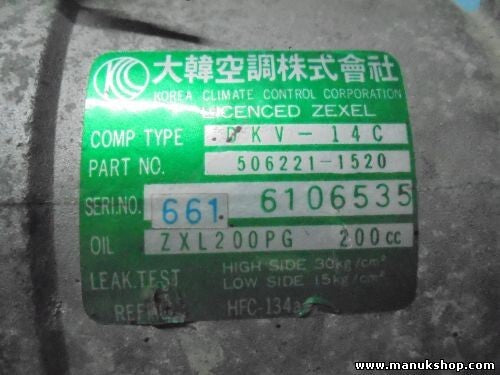 KCC 大韓空調株式會社
KOREA CLIMATE CONTROL CORPORATION
LICENCED ZEXEL
COMP TYPE DKV-14C
PART NO. 506221-1520
SERI.NO. 661 6106535
OIL ZXL200PG 200cc
LEAK.TEST HIGH SIDE 30kg/cm²
LOW SIDE 15kg/cm²
REFRIG HFC-134a
www.manukshop.com